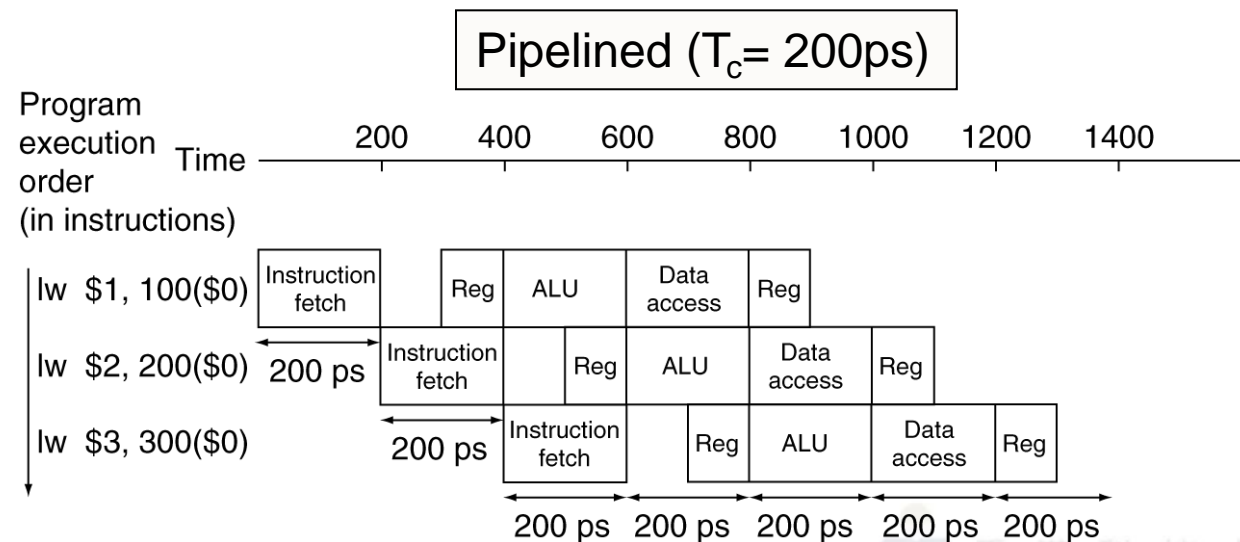 Pipelined (Tc= 200ps)
Program
execution
order
(in instructions)
Time
200 400 600 800 1000 1200 1400
lw $1, 100($0)
Instruction
fetch
Reg
ALU
Data
access
Reg
lw $2, 200($0)
200 ps
Instruction
fetch
Reg
ALU
Data
access
Reg
lw $3, 300($0)
200 ps
Instruction
fetch
Reg
ALU
Data
access
Reg
200 ps 200 ps 200 ps 200 ps 200 ps